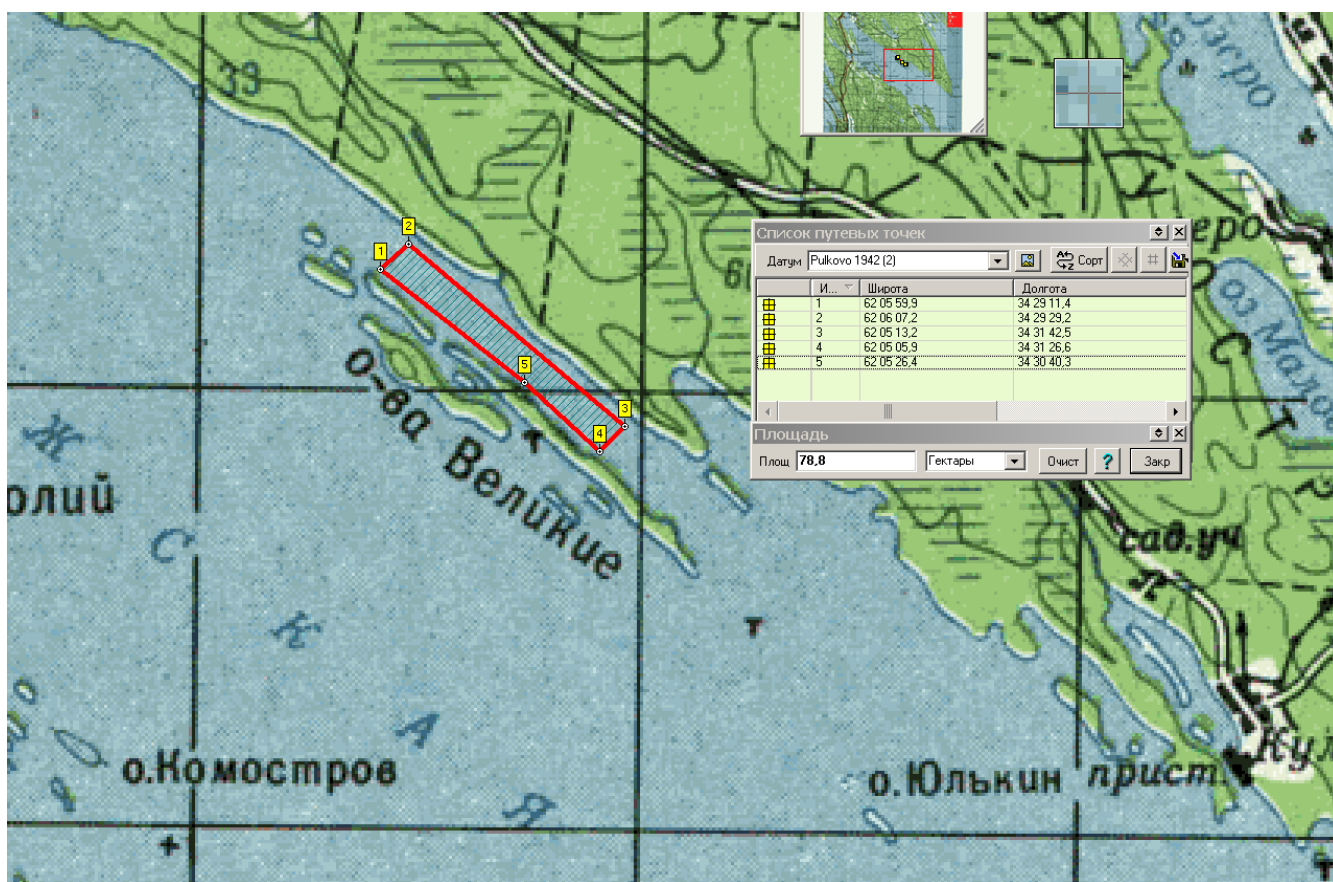 33
Список путевых точек
Датум Pulkovo 1942 (2) Сорт
И... Широта Долгота
1 62 05 59,9 34 29 11,4
2 62 06 07,2 34 29 29,2
3 62 05 13,2 34 31 42,5
4 62 05 05,9 34 31 26,6
5 62 05 26,4 34 30 40,3
Площадь
Площ 78,8 Гектары Очист ? Закр
1
2
3
4
5
о-ва Великие
олий
Ж
С
К
А
Я
т
сад.уч
о.Комостров
о.Юлькин
прист.
Кул
оз Мало